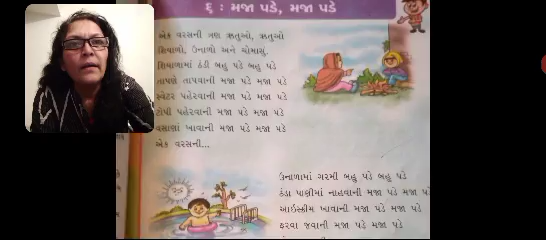 ૬ : મજા પડે, મજા પડે
એક વરસની ત્રણ ઋતુઓ, ઋતુઓ
શિયાળો, ઉનાળો અને ચોમાસુ.
શિયાળામાં ઠંડી બહુ પડે બહુ પડે
તાપણે તાપવાની મજા પડે મજા પડે
સ્વેટર પહેરવાની મજા પડે મજા પડે
ટોપી પહેરવાની મજા પડે મજા પડે
વસાણાં ખાવાની મજા પડે મજા પડે
એક વરસની...
ઉનાળામાં ગરમી બહુ પડે બહુ પડે
ઠંડા પાણીમાં નાહવાની મજા પડે મજા
આઇસ્ક્રીમ ખાવાની મજા પડે મજા પડે
ફરવા જવાની મજા પડે મજા પડે